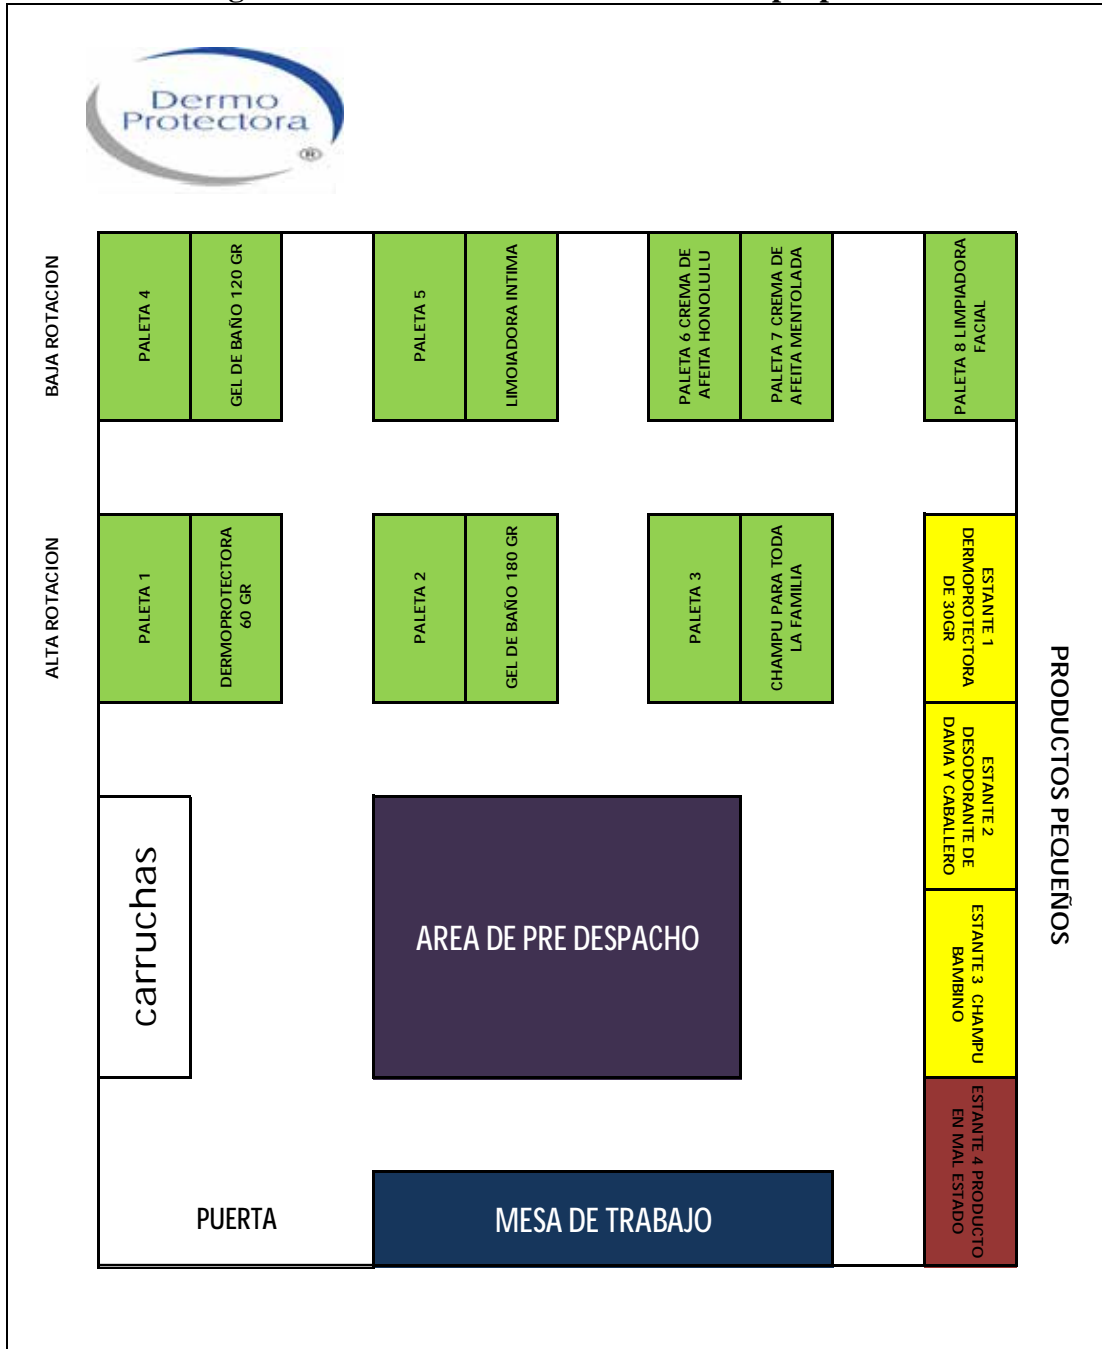 Dermo
Protectora
®
BAJA ROTACION
PALETA 4
GEL DE BAÑO 120 GR
PALETA 5
LIMOIADORA INTIMA
PALETA 6 CREMA DE
AFEITA HONOLULU
PALETA 7 CREMA DE
AFEITA MENTOLADA
PALETA 8 LIMPIADORA
FACIAL
ALTA ROTACION
PALETA 1
DERMOPROTECTORA
60 GR
PALETA 2
GEL DE BAÑO 180 GR
PALETA 3
CHAMPU PARA TODA
LA FAMILIA
ESTANTE 1
DERMOPROTECTORA
DE 30GR
ESTANTE 2
DESODORANTE DE
DAMA Y CABALLERO
ESTANTE 3 CHAMPU
BAMBINO
ESTANTE 4 PRODUCTO
EN MAL ESTADO
PRODUCTOS PEQUEÑOS
carruchas
AREA DE PRE DESPACHO
PUERTA
MESA DE TRABAJO